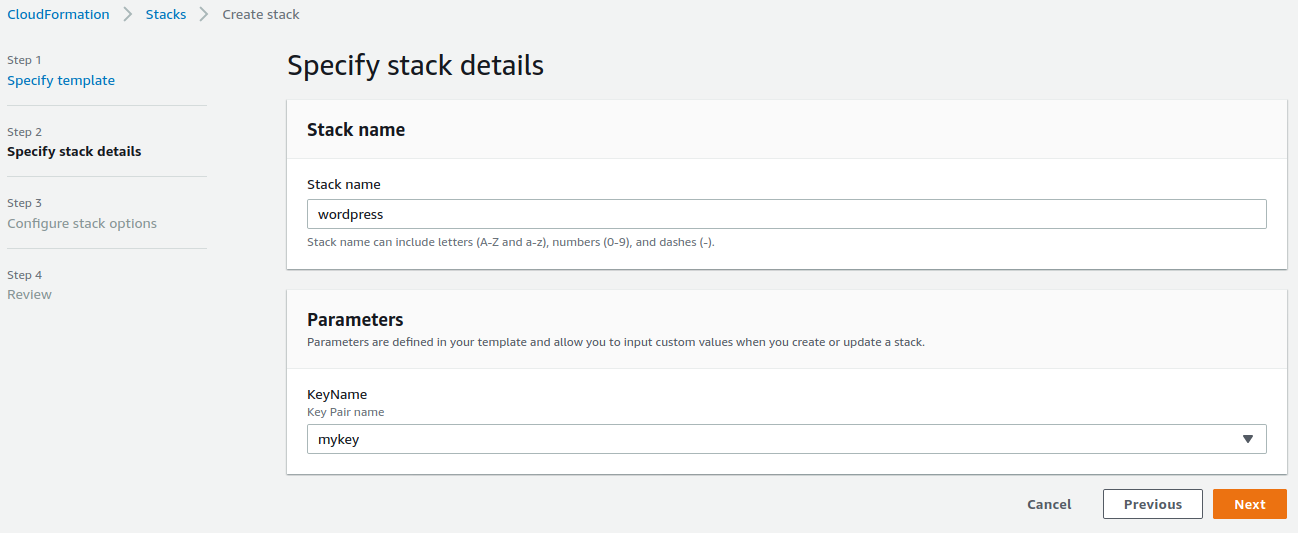 CloudFormation > Stacks > Create stack
Step 1
Specify template
Step 2
Specify stack details
Step 3
Configure stack options
Step 4
Review
Specify stack details
Stack name
Stack name
wordpress
Stack name can include letters (A-Z and a-z), numbers (0-9), and dashes (-).
Parameters
Parameters are defined in your template and allow you to input custom values when you create or update a stack.
KeyName
Key Pair name
mykey
Cancel Previous Next